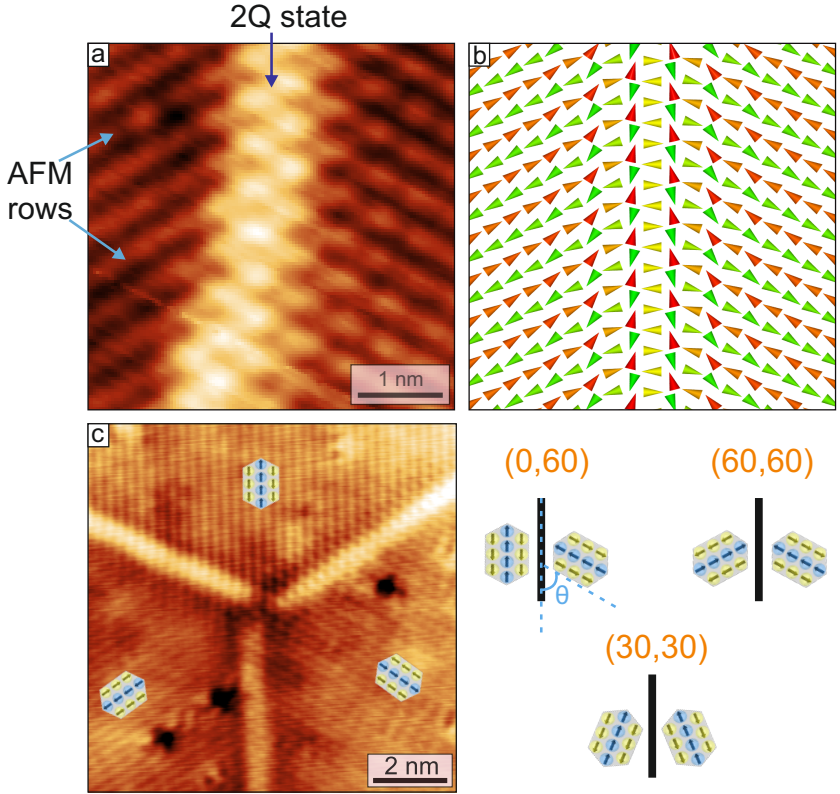 2Q state
a
b
AFM
rows
1 nm
c
2 nm
(0,60)
(60,60)
θ
(30,30)